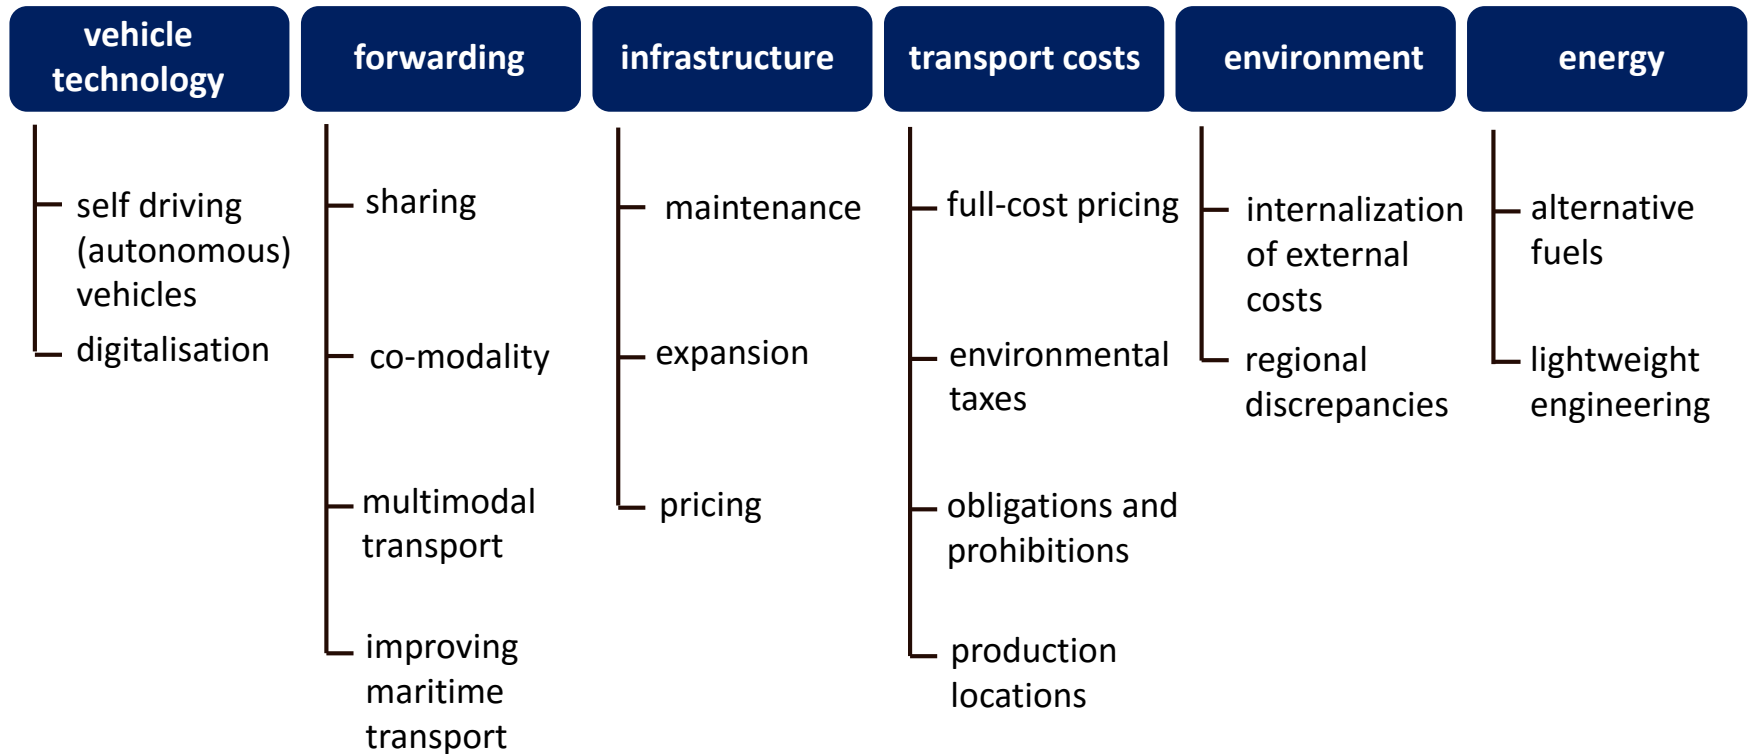 vehicle
technology
forwarding
infrastructure
transport costs
environment
energy
self driving
(autonomous)
vehicles
digitalisation
sharing
co-modality
multimodal
transport
improving
maritime
transport
maintenance
expansion
pricing
full-cost pricing
environmental
taxes
obligations and
prohibitions
production
locations
internalization
of external
costs
regional
discrepancies
alternative
fuels
lightweight
engineering